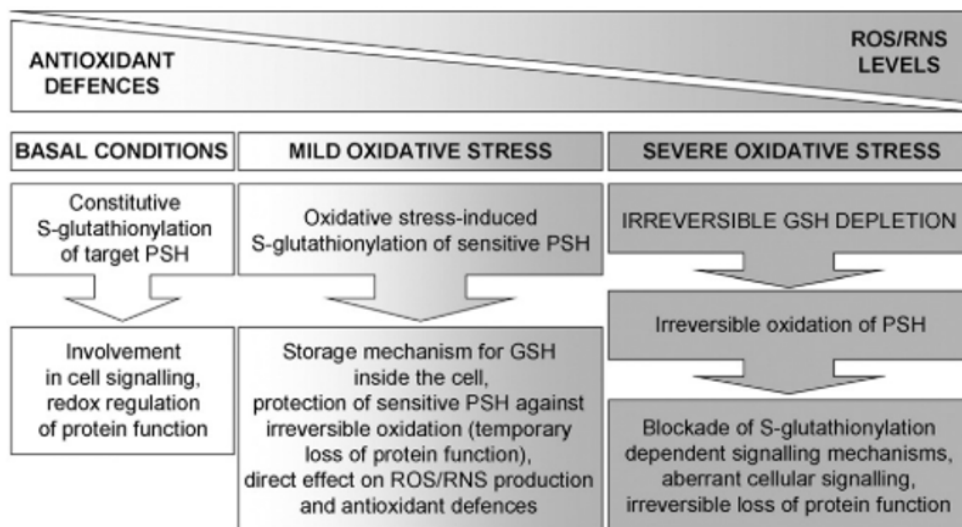 ANTIOXIDANT
DEFENCES
ROS/RNS
LEVELS
BASAL CONDITIONS
Constitutive
S-glutathionylation
of target PSH
Involvement
in cell signalling,
redox regulation
of protein function
MILD OXIDATIVE STRESS
Oxidative stress-induced
S-glutathionylation of sensitive PSH
Storage mechanism for GSH
inside the cell,
protection of sensitive PSH against
irreversible oxidation (temporary
loss of protein function),
direct effect on ROS/RNS production
and antioxidant defences
SEVERE OXIDATIVE STRESS
IRREVERSIBLE GSH DEPLETION
Irreversible oxidation of PSH
Blockade of S-glutathionylation
dependent signalling mechanisms,
aberrant cellular signalling,
irreversible loss of protein function